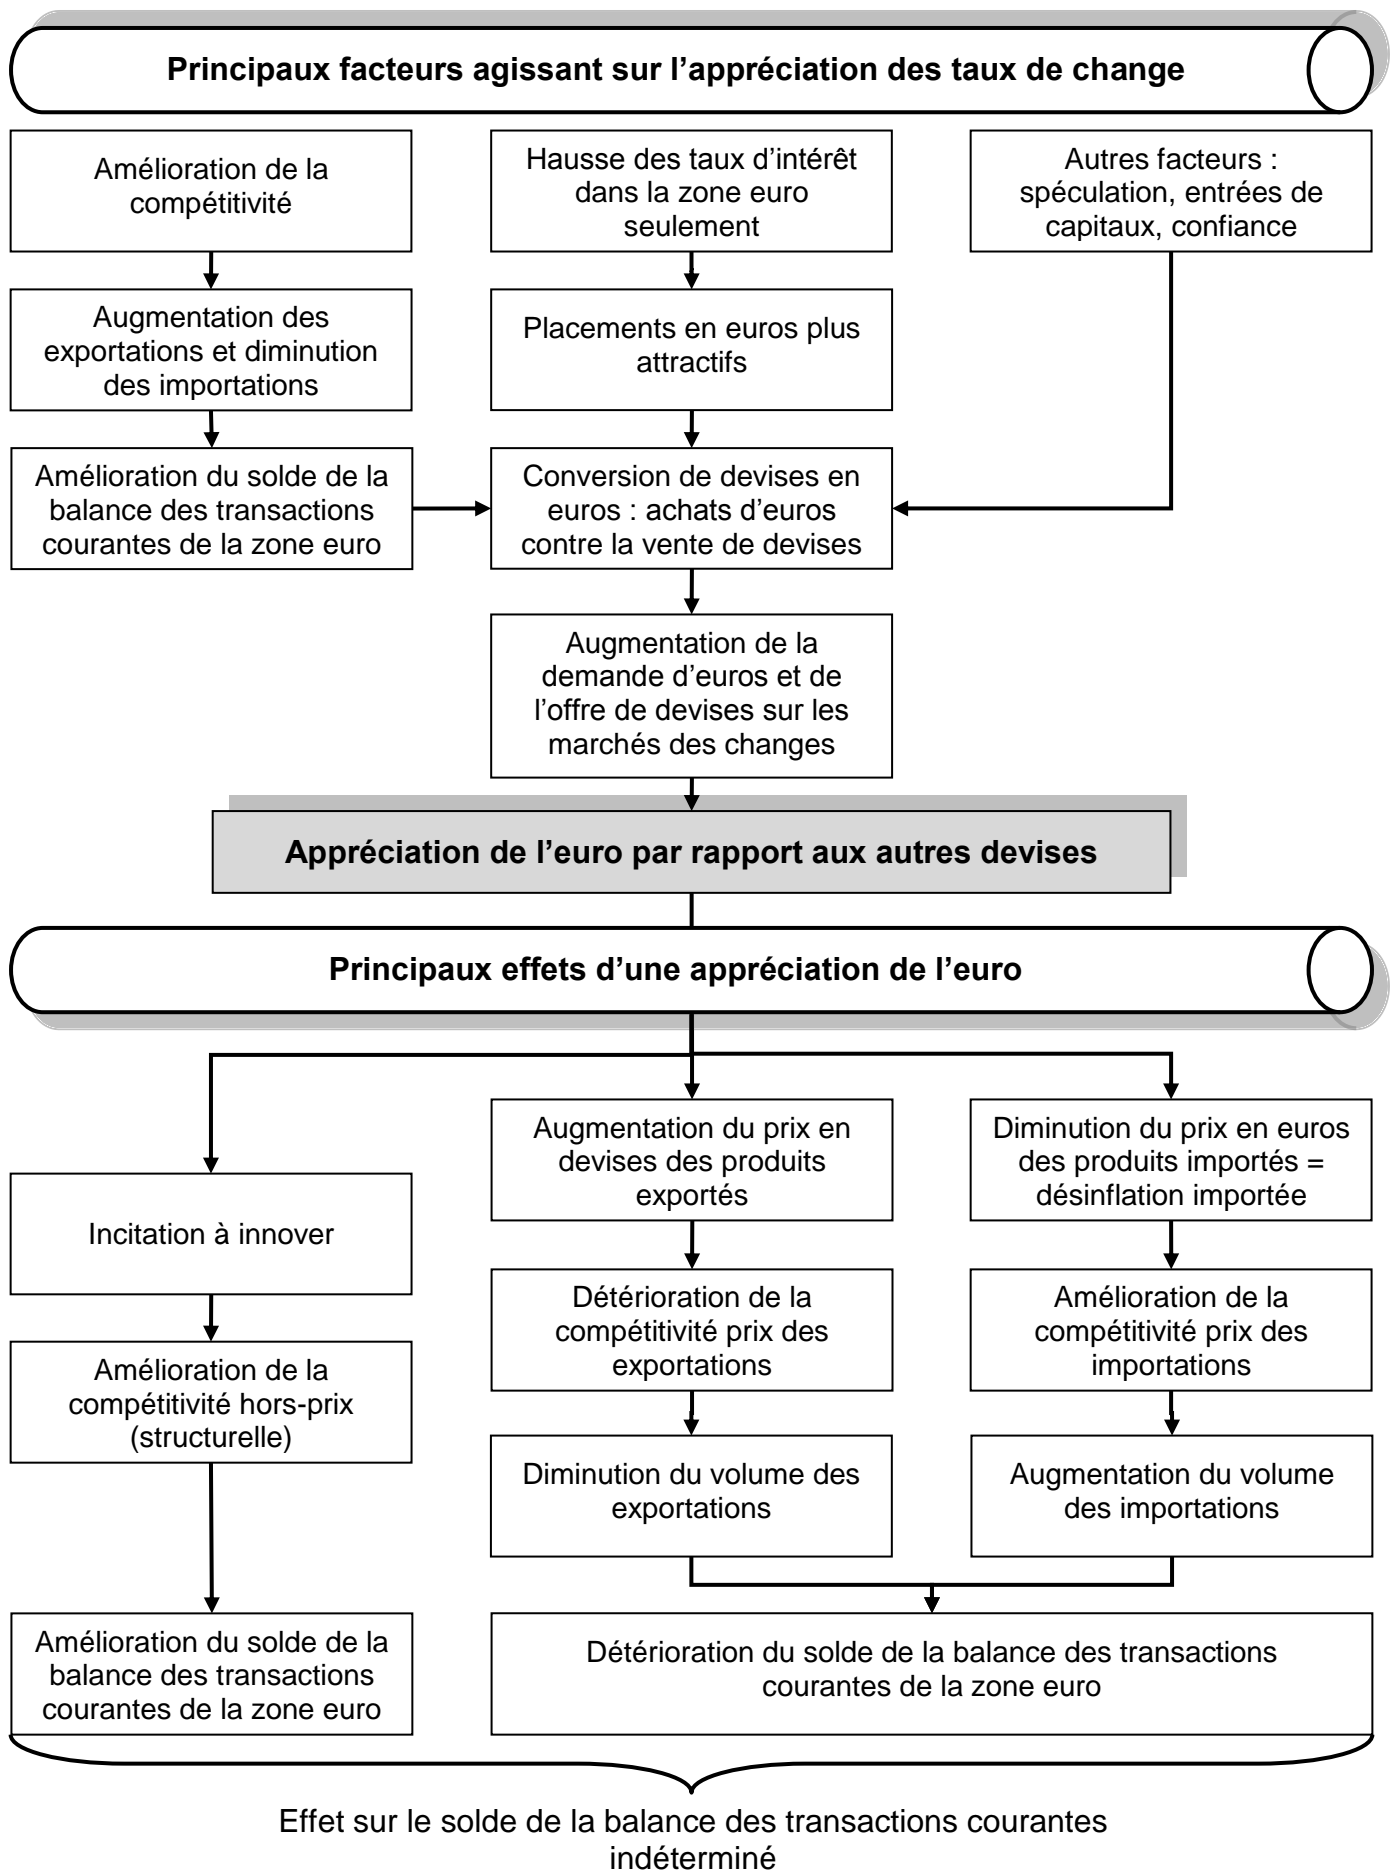 Principaux facteurs agissant sur l’appréciation des taux de change
Amélioration de la
compétitivité
Hausse des taux d’intérêt
dans la zone euro
seulement
Autres facteurs :
spéculation, entrées de
capitaux, confiance
Augmentation des
exportations et diminution
des importations
Placements en euros plus
attractifs
Amélioration du solde de la
balance des transactions
courantes de la zone euro
Conversion de devises en
euros : achats d’euros
contre la vente de devises
Augmentation de la
demande d’euros et de
l’offre de devises sur les
marchés des changes
Appréciation de l’euro par rapport aux autres devises
Principaux effets d’une appréciation de l’euro
Incitation à innover
Augmentation du prix en
devises des produits
exportés
Diminution du prix en euros
des produits importés =
désinflation importée
Amélioration de la
compétitivité hors-prix
(structurelle)
Détérioration de la
compétitivité prix des
exportations
Amélioration de la
compétitivité prix des
importations
Diminution du volume des
exportations
Augmentation du volume
des importations
Amélioration du solde de la
balance des transactions
courantes de la zone euro
Détérioration du solde de la balance des transactions
courantes de la zone euro
Effet sur le solde de la balance des transactions courantes
indéterminé